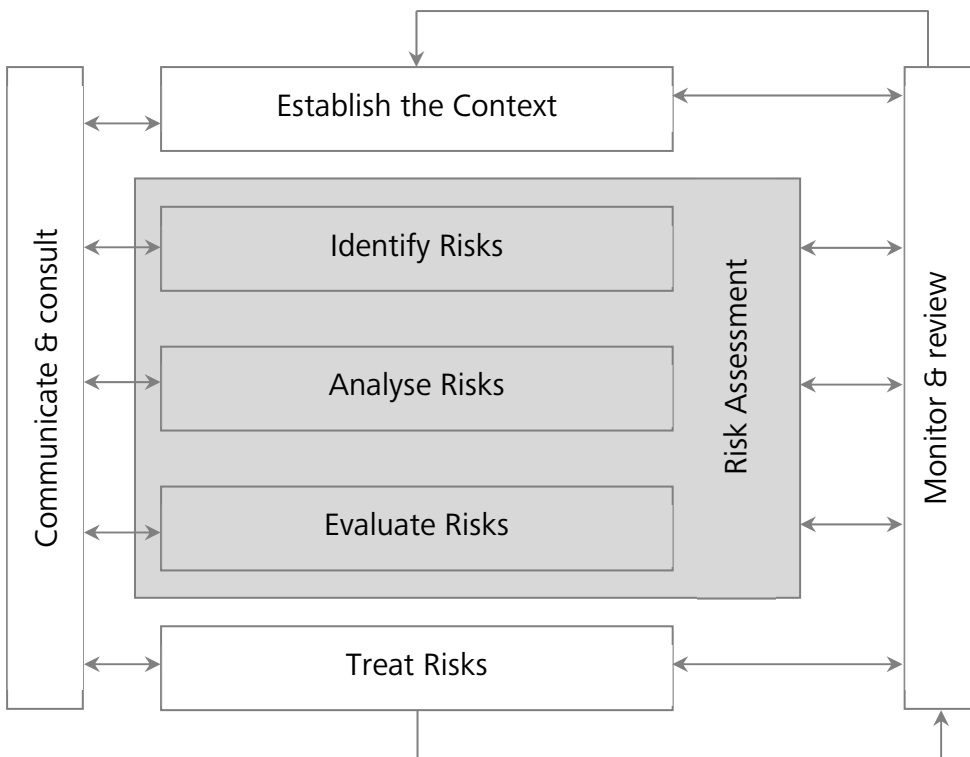 Establish the Context
Communicate & consult
Identify Risks
Analyse Risks
Evaluate Risks
Risk Assessment
Monitor & review
Treat Risks